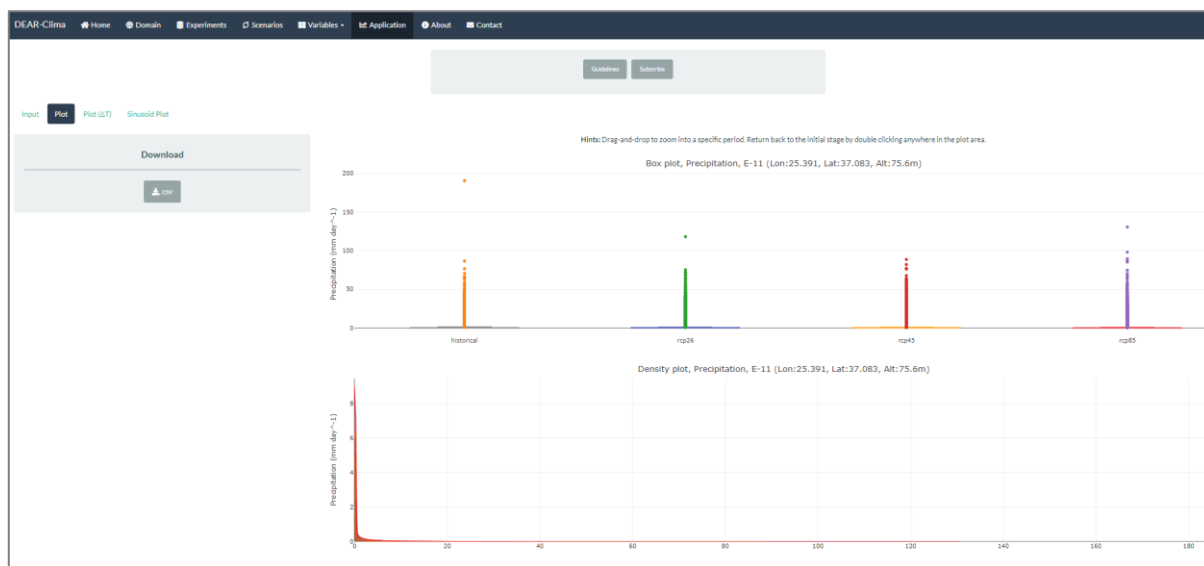 DEAR-Clima Home Domain Experiments Scenarios Variables Application About Contact
Guidelines Subscribe
Input Plot Plot (ΔT) Sinusoid Plot
Download
.csv
Hints: Drag-and-drop to zoom into a specific period. Return back to the initial stage by double clicking anywhere in the plot area.
Box plot, Precipitation, E-11 (Lon:25.391, Lat:37.083, Alt:75.6m)
Precipitation (mm day^-1)
200
150
100
50
0
historical rcp26 rcp45 rcp85
Density plot, Precipitation, E-11 (Lon:25.391, Lat:37.083, Alt:75.6m)
Precipitation (mm day^-1)
8
6
4
2
0
0 20 40 60 80 100 120 140 160 180